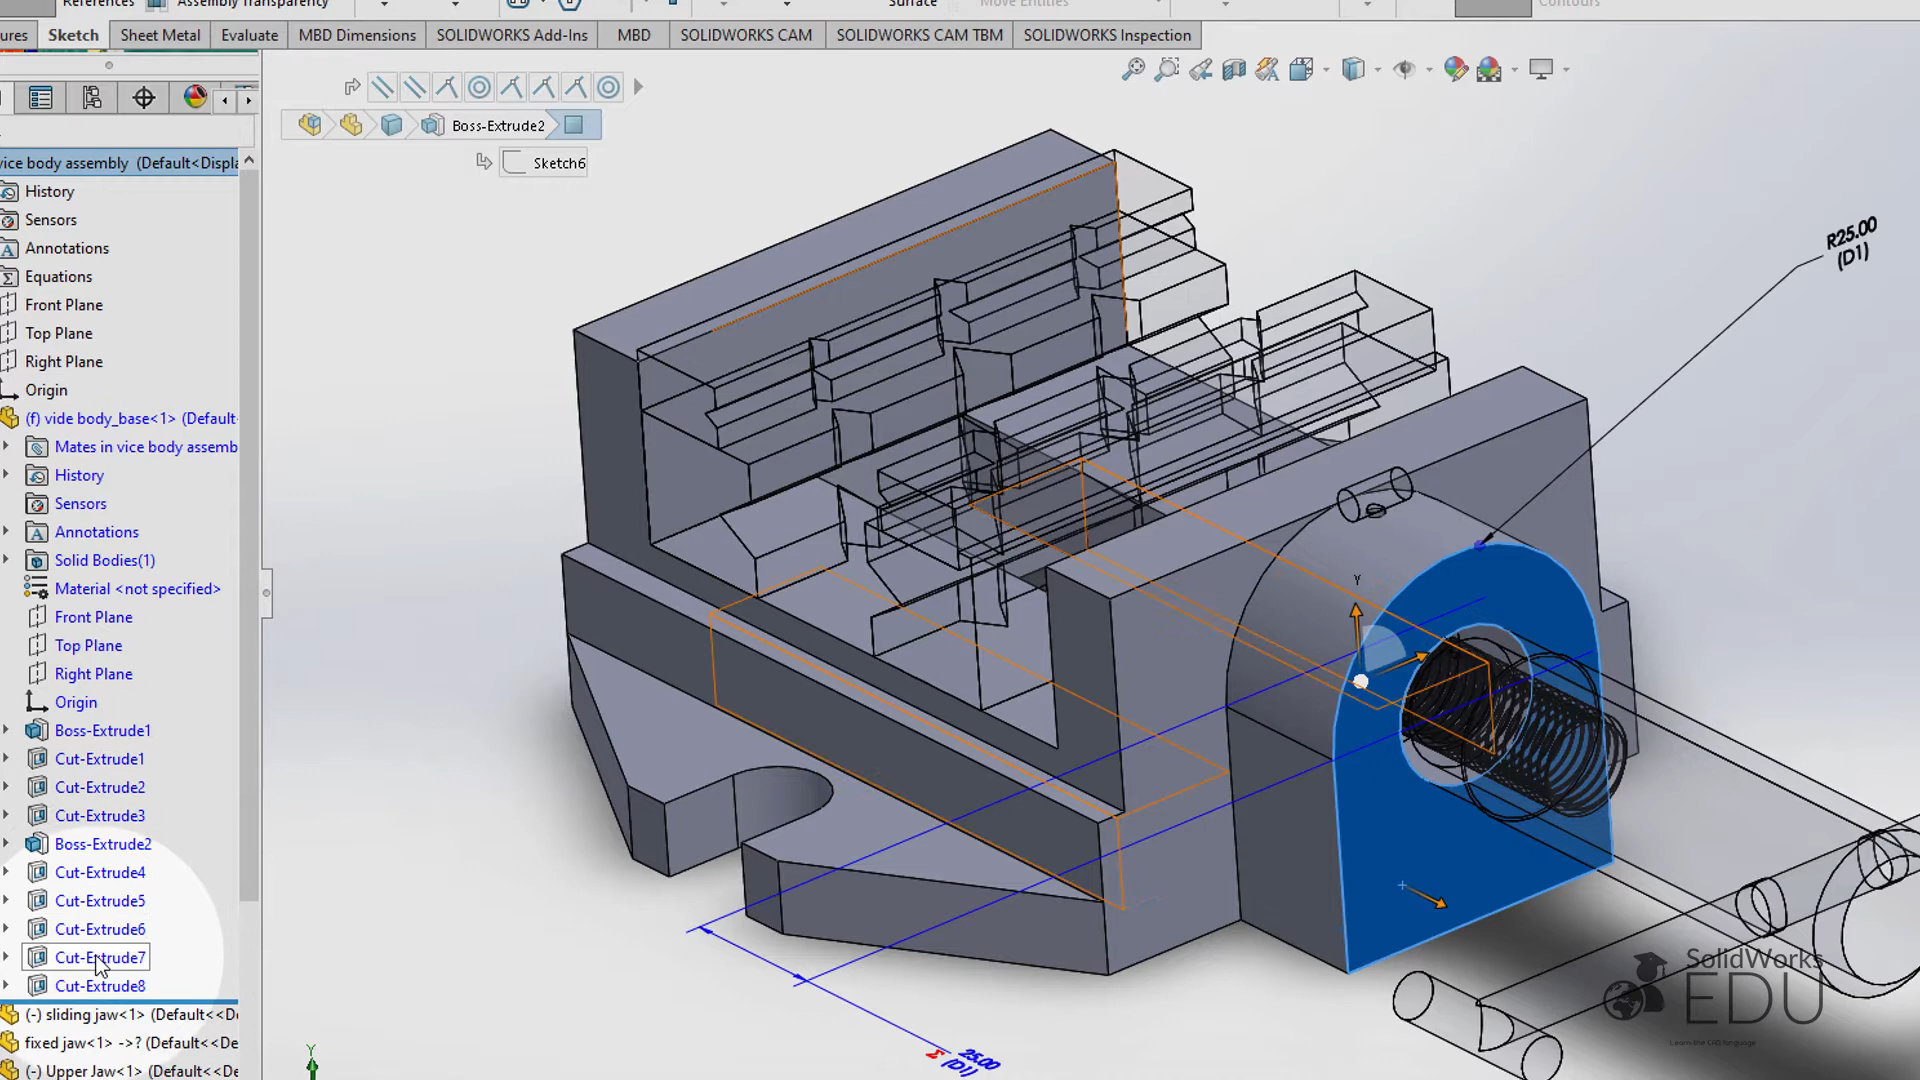 References
Assembly Transparency
Surface
Move Entities
Contours
ures
Sketch
Sheet Metal
Evaluate
MBD Dimensions
SOLIDWORKS Add-Ins
MBD
SOLIDWORKS CAM
SOLIDWORKS CAM TBM
SOLIDWORKS Inspection
Boss-Extrude2
Sketch6
vice body assembly (Default<Displa
History
Sensors
Annotations
Equations
Front Plane
Top Plane
Right Plane
Origin
(f) vide body_base<1> (Default
Mates in vice body assemb
History
Sensors
Annotations
Solid Bodies(1)
Material <not specified>
Front Plane
Top Plane
Right Plane
Origin
Boss-Extrude1
Cut-Extrude1
Cut-Extrude2
Cut-Extrude3
Boss-Extrude2
Cut-Extrude4
Cut-Extrude5
Cut-Extrude6
Cut-Extrude7
Cut-Extrude8
(-) sliding jaw<1> (Default<<D
fixed jaw<1> ->? (Default<<De
(-) Upper Jaw<1> (Default<<D
R25.00
(D1)
Y
Σ 25.00
(D1)
Y
SolidWorks
EDU
Learn the CAD language